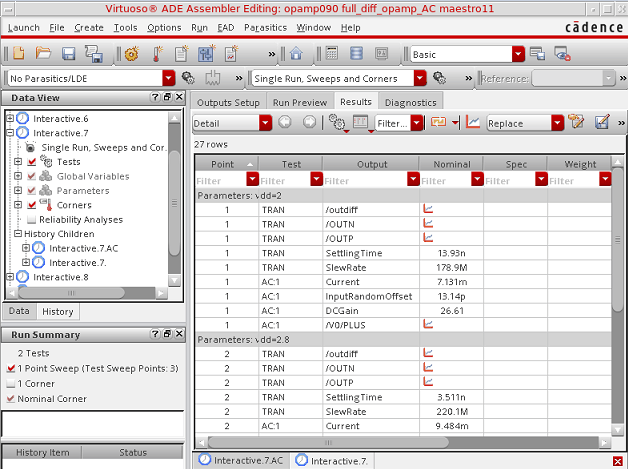 Virtuoso® ADE Assembler Editing: opamp090 full_diff_opamp_AC maestro11
Launch File Create Tools Options Run EAD Parasitics Window Help
cādence
Basic
No Parasitics/LDE
Single Run, Sweeps and Corners
Reference:
Data View
Interactive.6
Interactive.7
Single Run, Sweeps and Cor...
Tests
Global Variables
Parameters
Corners
Reliability Analyses
History Children
Interactive.7.AC
Interactive.7.
Interactive.8
Data History
Run Summary
2 Tests
1 Point Sweep (Test Sweep Points: 3)
1 Corner
Nominal Corner
History Item Status
Outputs Setup Run Preview Results Diagnostics
Detail
Filter...
Replace
27 rows
Point Test Output Nominal Spec Weight
Filter Filter Filter Filter Filter Filter
Parameters: vdd=2
1 TRAN /outdiff
1 TRAN /OUTN
1 TRAN /OUTP
1 TRAN SettlingTime 13.93n
1 TRAN SlewRate 178.9M
1 AC:1 Current 7.131m
1 AC:1 InputRandomOffset 13.14p
1 AC:1 DCGain 26.61
1 AC:1 /V0/PLUS
Parameters: vdd=2.8
2 TRAN /outdiff
2 TRAN /OUTN
2 TRAN /OUTP
2 TRAN SettlingTime 3.511n
2 TRAN SlewRate 220.1M
2 AC:1 Current 9.484m
Interactive.7.AC Interactive.7.